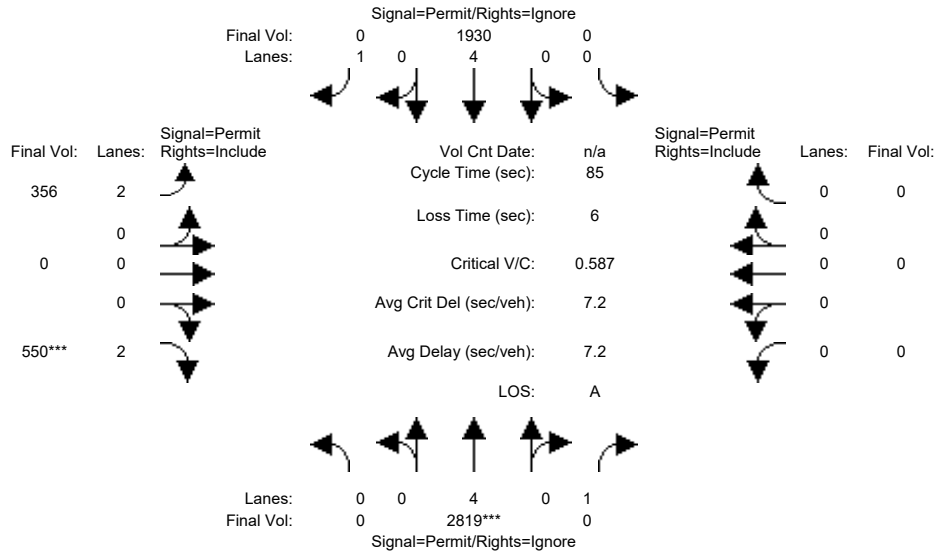 Signal=Permit/Rights=Ignore
Final Vol: 0 1930 0
Lanes: 1 0 4 0 0
Signal=Permit
Final Vol: Lanes: Rights=Include
Vol Cnt Date: n/a
Signal=Permit
Rights=Include Lanes: Final Vol:
Cycle Time (sec): 85
356 2
0 0
Loss Time (sec): 6
0
0
0 0
Critical V/C: 0.587
0 0
0
Avg Crit Del (sec/veh): 7.2
0
550*** 2
Avg Delay (sec/veh): 7.2
0 0
LOS: A
Lanes: 0 0 4 0 1
Final Vol: 0 2819*** 0
Signal=Permit/Rights=Ignore